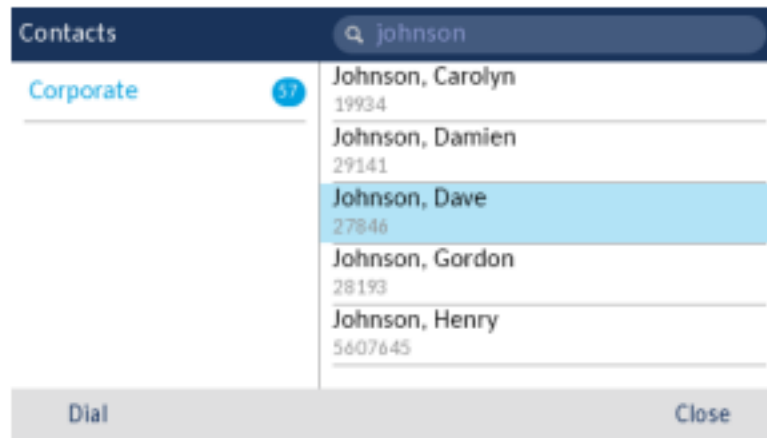 Contacts
johnson
Corporate
57
Johnson, Carolyn
19934
Johnson, Damien
29141
Johnson, Dave
27846
Johnson, Gordon
28193
Johnson, Henry
5607645
Dial
Close